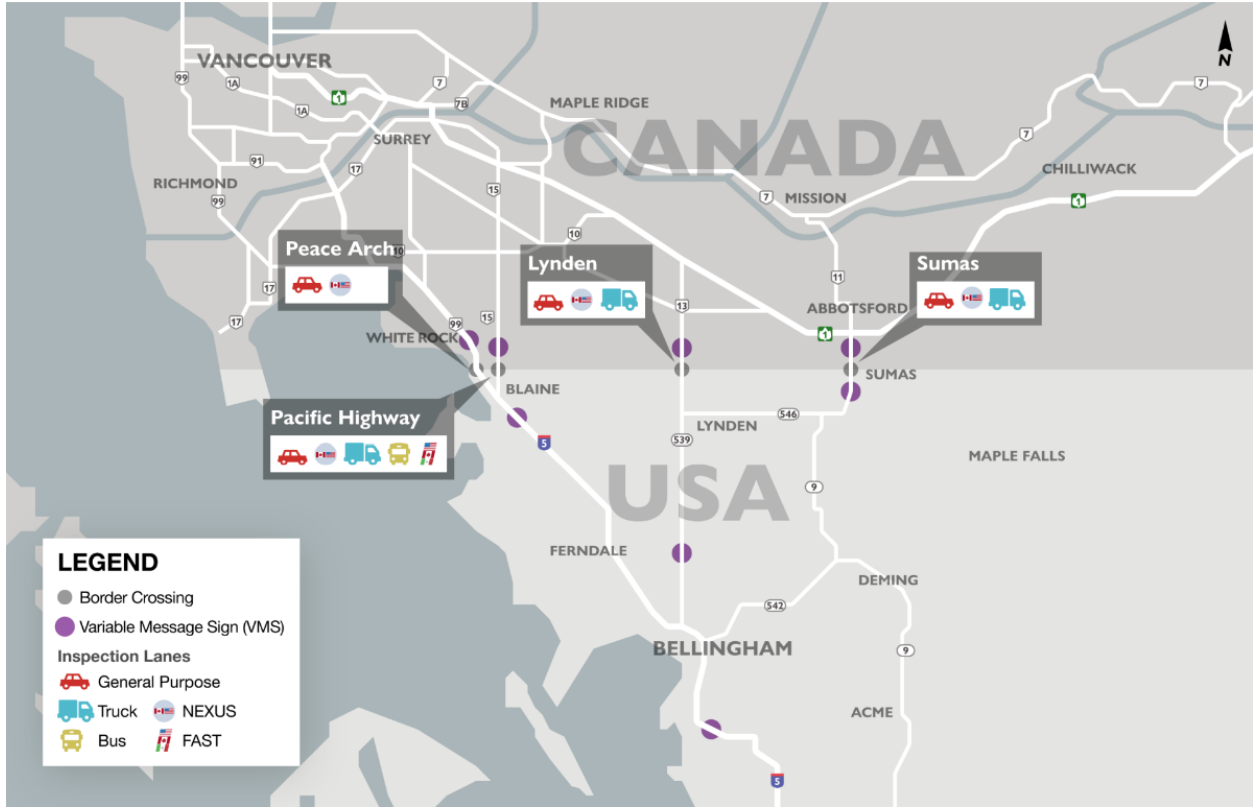 N
VANCOUVER
99
1A
1
7
7B
7
MAPLE RIDGE
CANADA
1A
SURREY
7
CHILLIWACK
91
17
RICHMOND
15
7
MISSION
1
99
10
Peace Arch
10
Lynden
11
Sumas
17
13
ABBOTSFORD
17
99
15
WHITE ROCK
1
SUMAS
BLAINE
Pacific Highway
546
LYNDEN
5
539
MAPLE FALLS
USA
9
FERNDALE
DEMING
542
BELLINGHAM
9
ACME
5
LEGEND
Border Crossing
Variable Message Sign (VMS)
Inspection Lanes
General Purpose
Truck NEXUS
Bus FAST